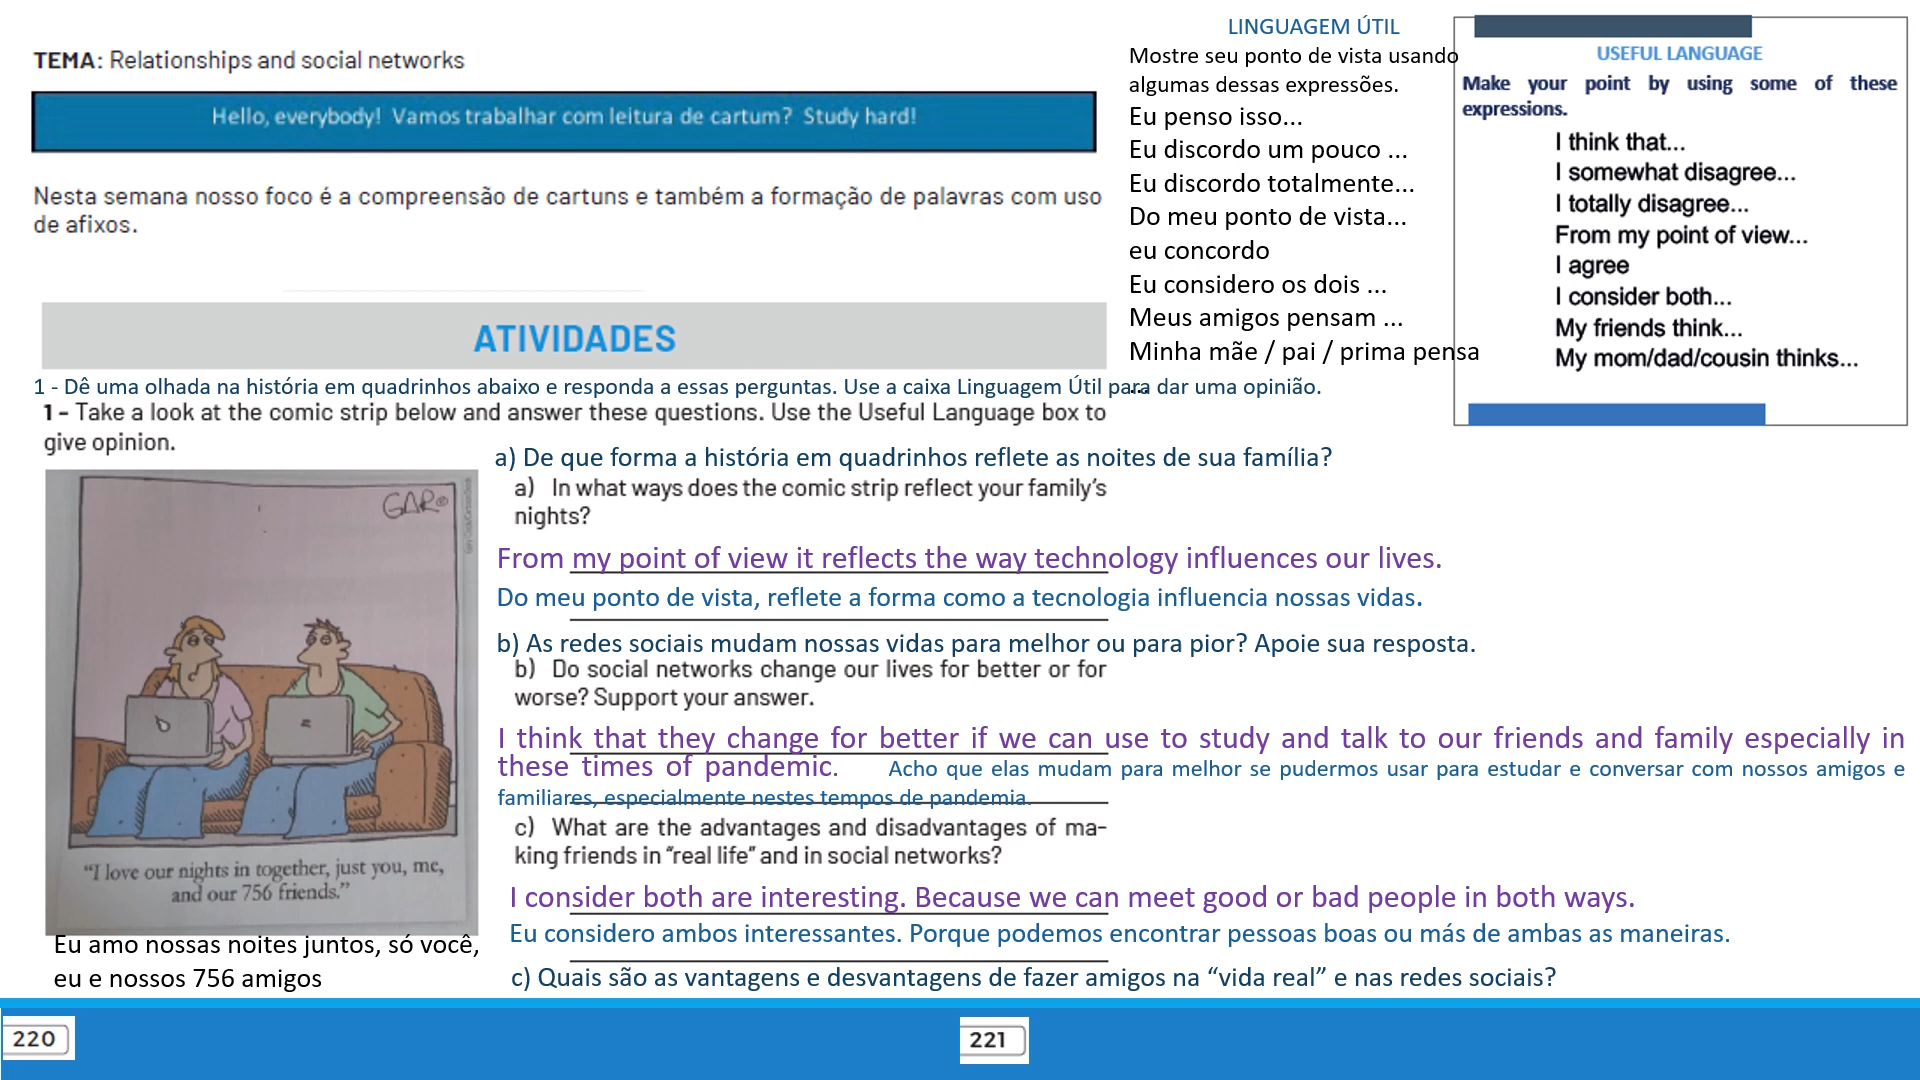 TEMA: Relationships and social networks
Hello, everybody! Vamos trabalhar com leitura de cartum? Study hard!
Nesta semana nosso foco é a compreensão de cartuns e também a formação de palavras com uso
de afixos.
LINGUAGEM ÚTIL
Mostre seu ponto de vista usando
algumas dessas expressões.
Eu penso isso...
Eu discordo um pouco ...
Eu discordo totalmente...
Do meu ponto de vista...
eu concordo
Eu considero os dois ...
Meus amigos pensam ...
Minha mãe / pai / prima pensa
...
USEFUL LANGUAGE
Make your point by using some of these
expressions.
I think that...
I somewhat disagree...
I totally disagree...
From my point of view...
I agree
I consider both...
My friends think...
My mom/dad/cousin thinks...
ATIVIDADES
1 - Dê uma olhada na história em quadrinhos abaixo e responda a essas perguntas. Use a caixa Linguagem Útil para dar uma opinião.
1 - Take a look at the comic strip below and answer these questions. Use the Useful Language box to
give opinion.
GAR
"I love our nights in together, just you, me,
and our 756 friends."
Eu amo nossas noites juntos, só você,
eu e nossos 756 amigos
a) De que forma a história em quadrinhos reflete as noites de sua família?
a) In what ways does the comic strip reflect your family's
nights?
From my point of view it reflects the way technology influences our lives.
Do meu ponto de vista, reflete a forma como a tecnologia influencia nossas vidas.
b) As redes sociais mudam nossas vidas para melhor ou para pior? Apoie sua resposta.
b) Do social networks change our lives for better or for
worse? Support your answer.
I think that they change for better if we can use to study and talk to our friends and family especially in
these times of pandemic. Acho que elas mudam para melhor se pudermos usar para estudar e conversar com nossos amigos e
familiares, especialmente nestes tempos de pandemia.
c) What are the advantages and disadvantages of ma-
king friends in "real life" and in social networks?
I consider both are interesting. Because we can meet good or bad people in both ways.
Eu considero ambos interessantes. Porque podemos encontrar pessoas boas ou más de ambas as maneiras.
c) Quais são as vantagens e desvantagens de fazer amigos na “vida real” e nas redes sociais?
220
221